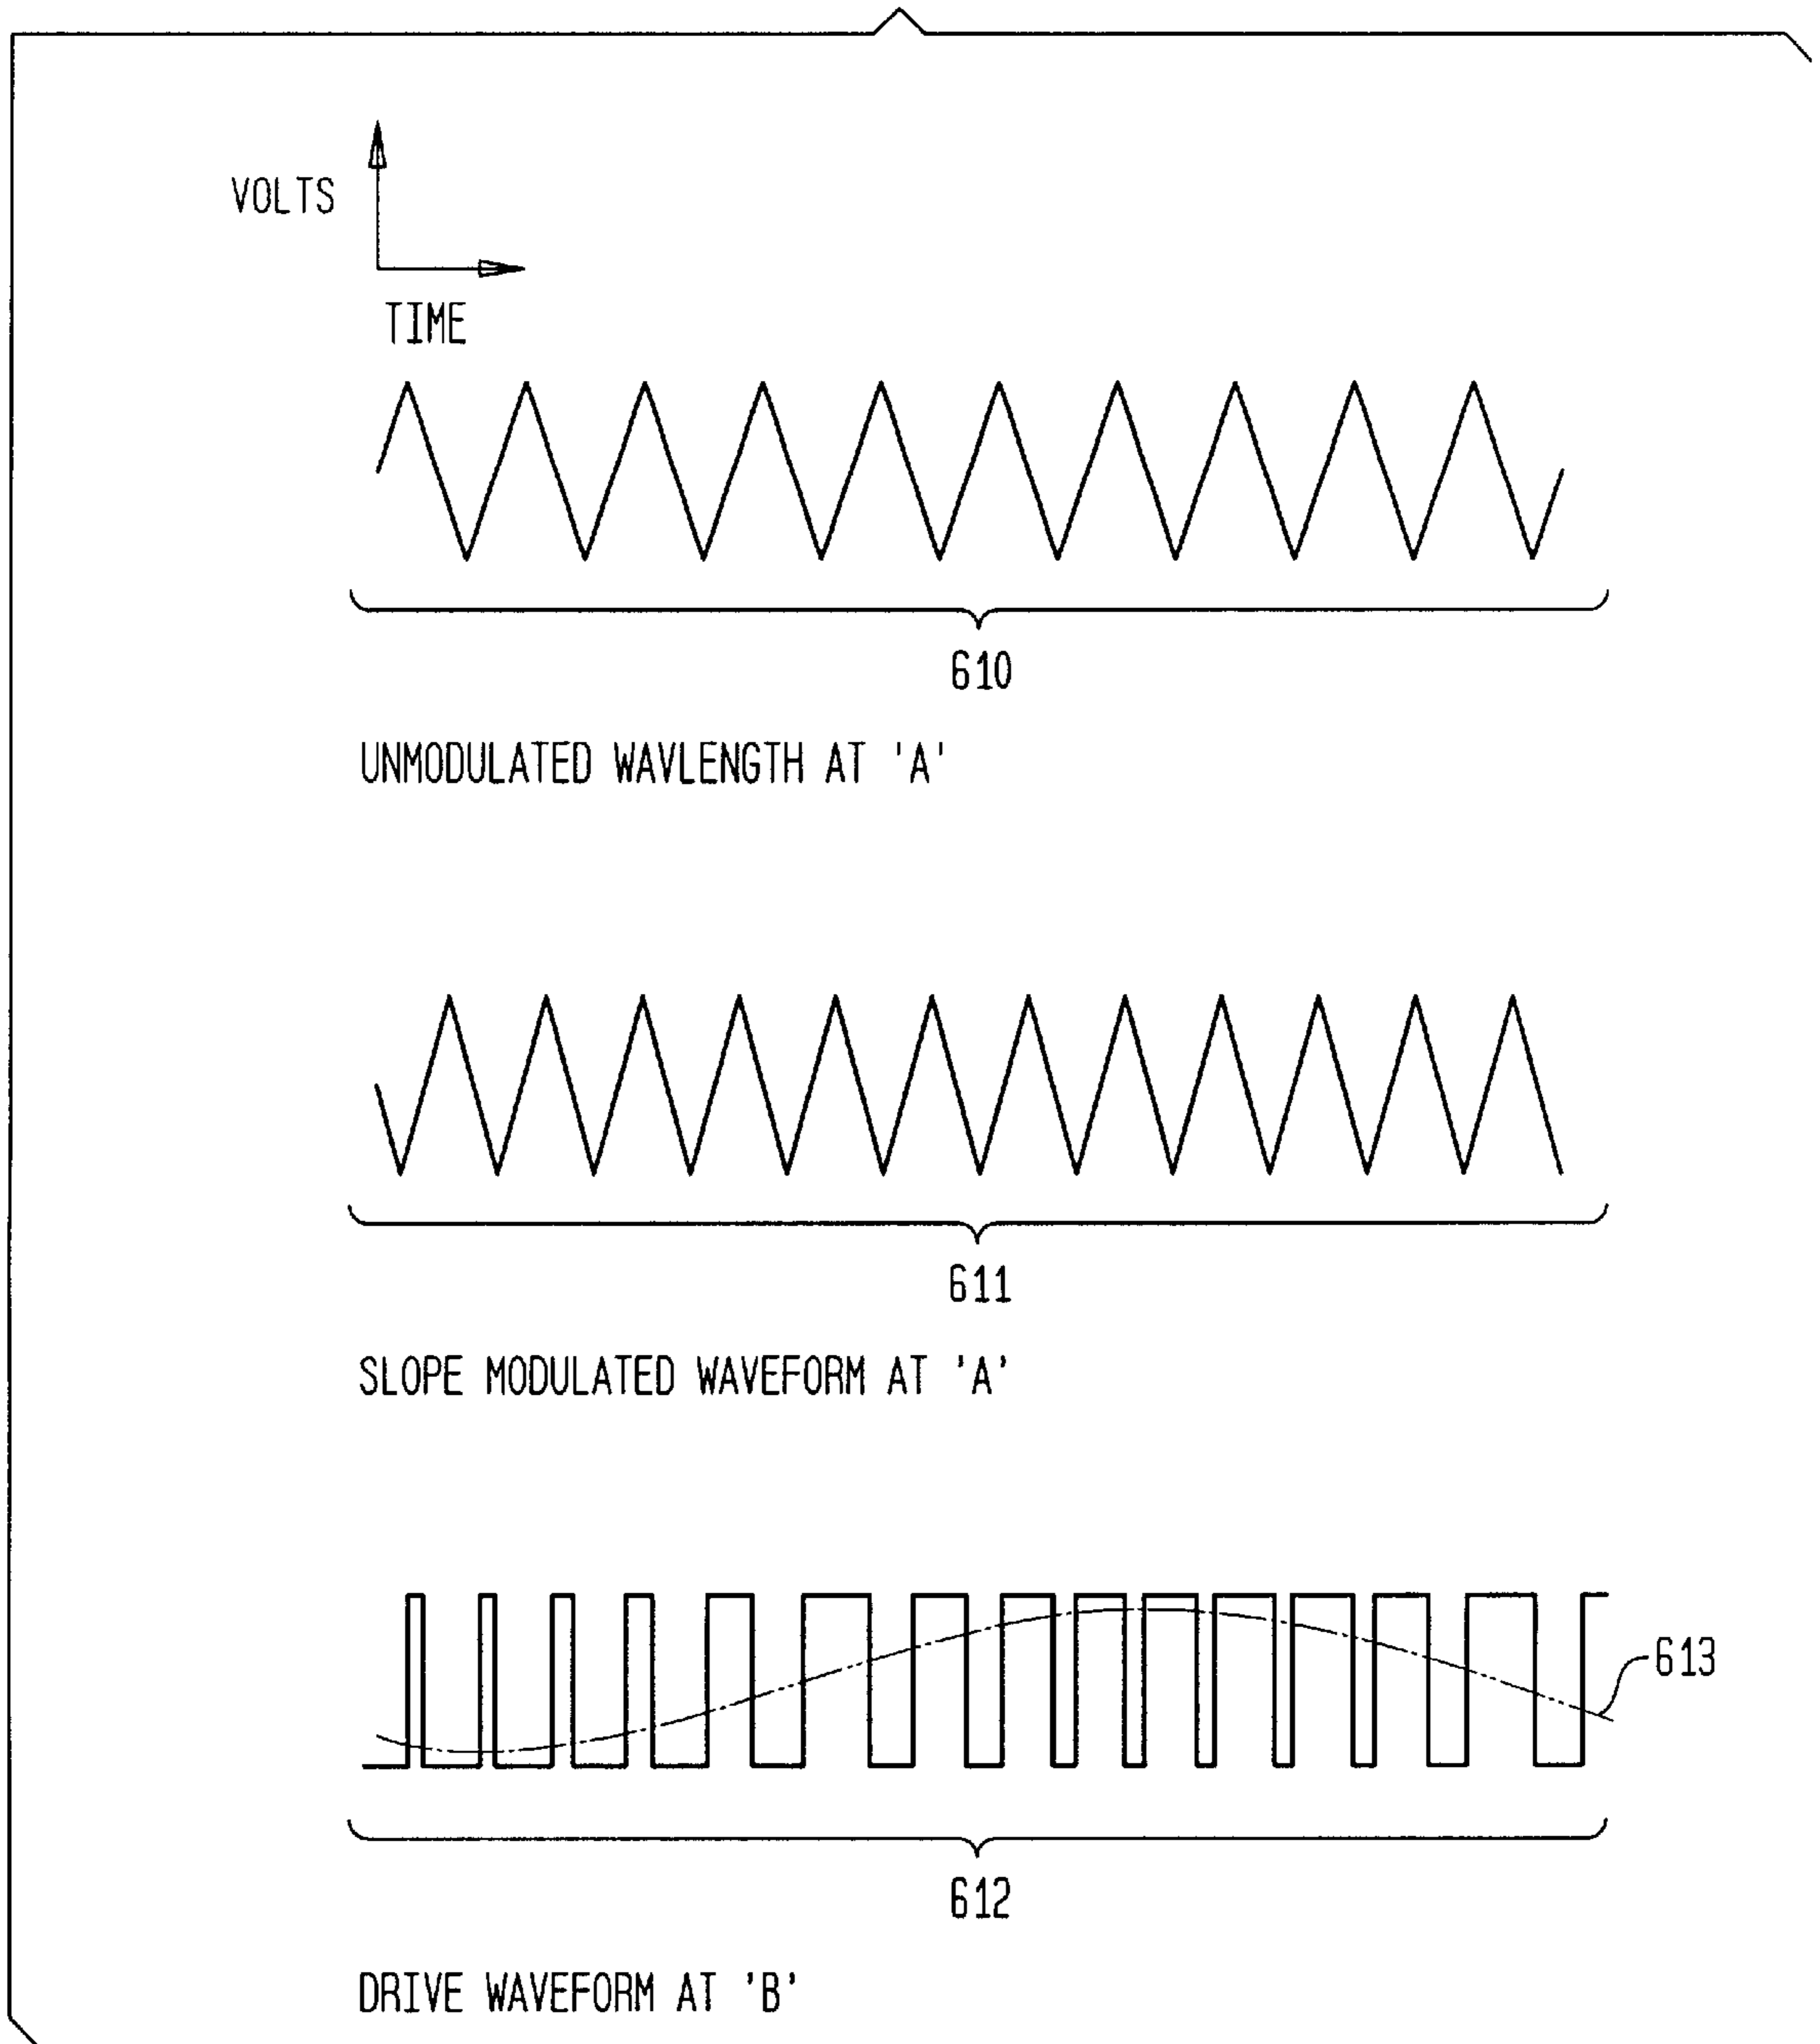 VOLTS
TIME
610
UNMODULATED WAVLENGTH AT 'A'
611
SLOPE MODULATED WAVEFORM AT 'A'
613
612
DRIVE WAVEFORM AT 'B'